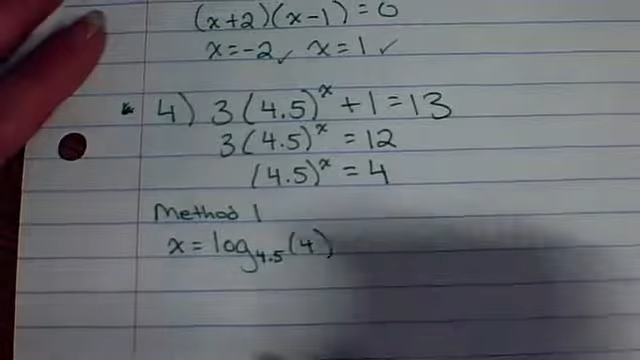 (x+2)(x-1)=0
x=-2 ✓ x=1 ✓
4) 3(4.5)^x +1=13
3(4.5)^x = 12
(4.5)^x = 4
Method 1
x = log_4.5(4)